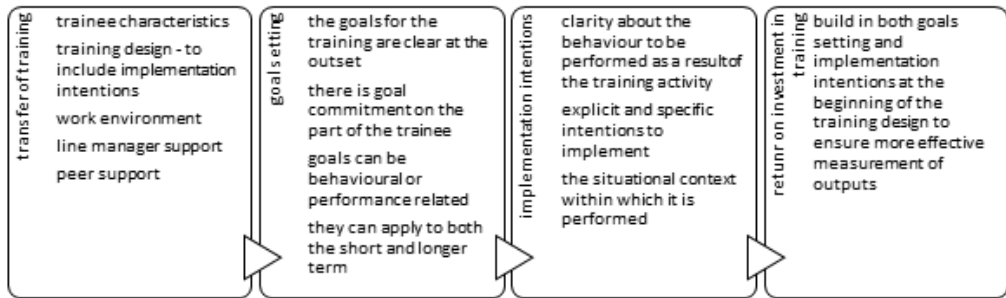 transfer of training
trainee characteristics
training design - to
include implementation
intentions
work environment
line manager support
peer support
goal setting
the goals for the
training are clear at the
outset
there is goal
commitment on the
part of the trainee
goals can be
behavioural or
performance related
they can apply to both
the short and longer
term
implementation intentions
clarity about the
behaviour to be
performed as a resultof
the training activity
explicit and specific
intentions to
implement
the situational context
within which it is
performed
retunr on investment in
training
build in both goals
setting and
implementation
intentions at the
beginning of the
training design to
ensure more effective
measurement of
outputs